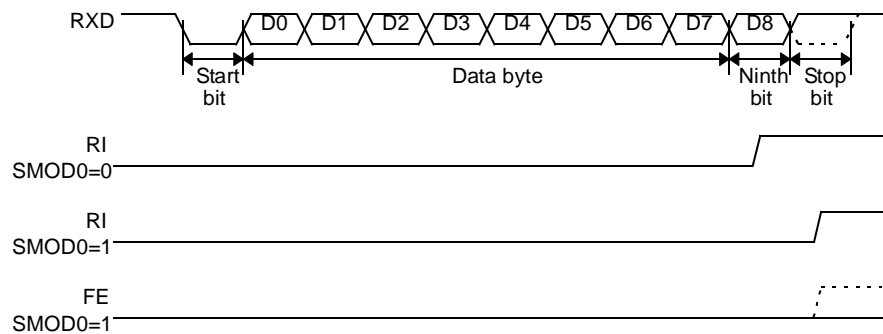 RXD
D0 D1 D2 D3 D4 D5 D6 D7 D8
Start bit
Data byte
Ninth bit
Stop bit
RI
SMOD0=0
RI
SMOD0=1
FE
SMOD0=1